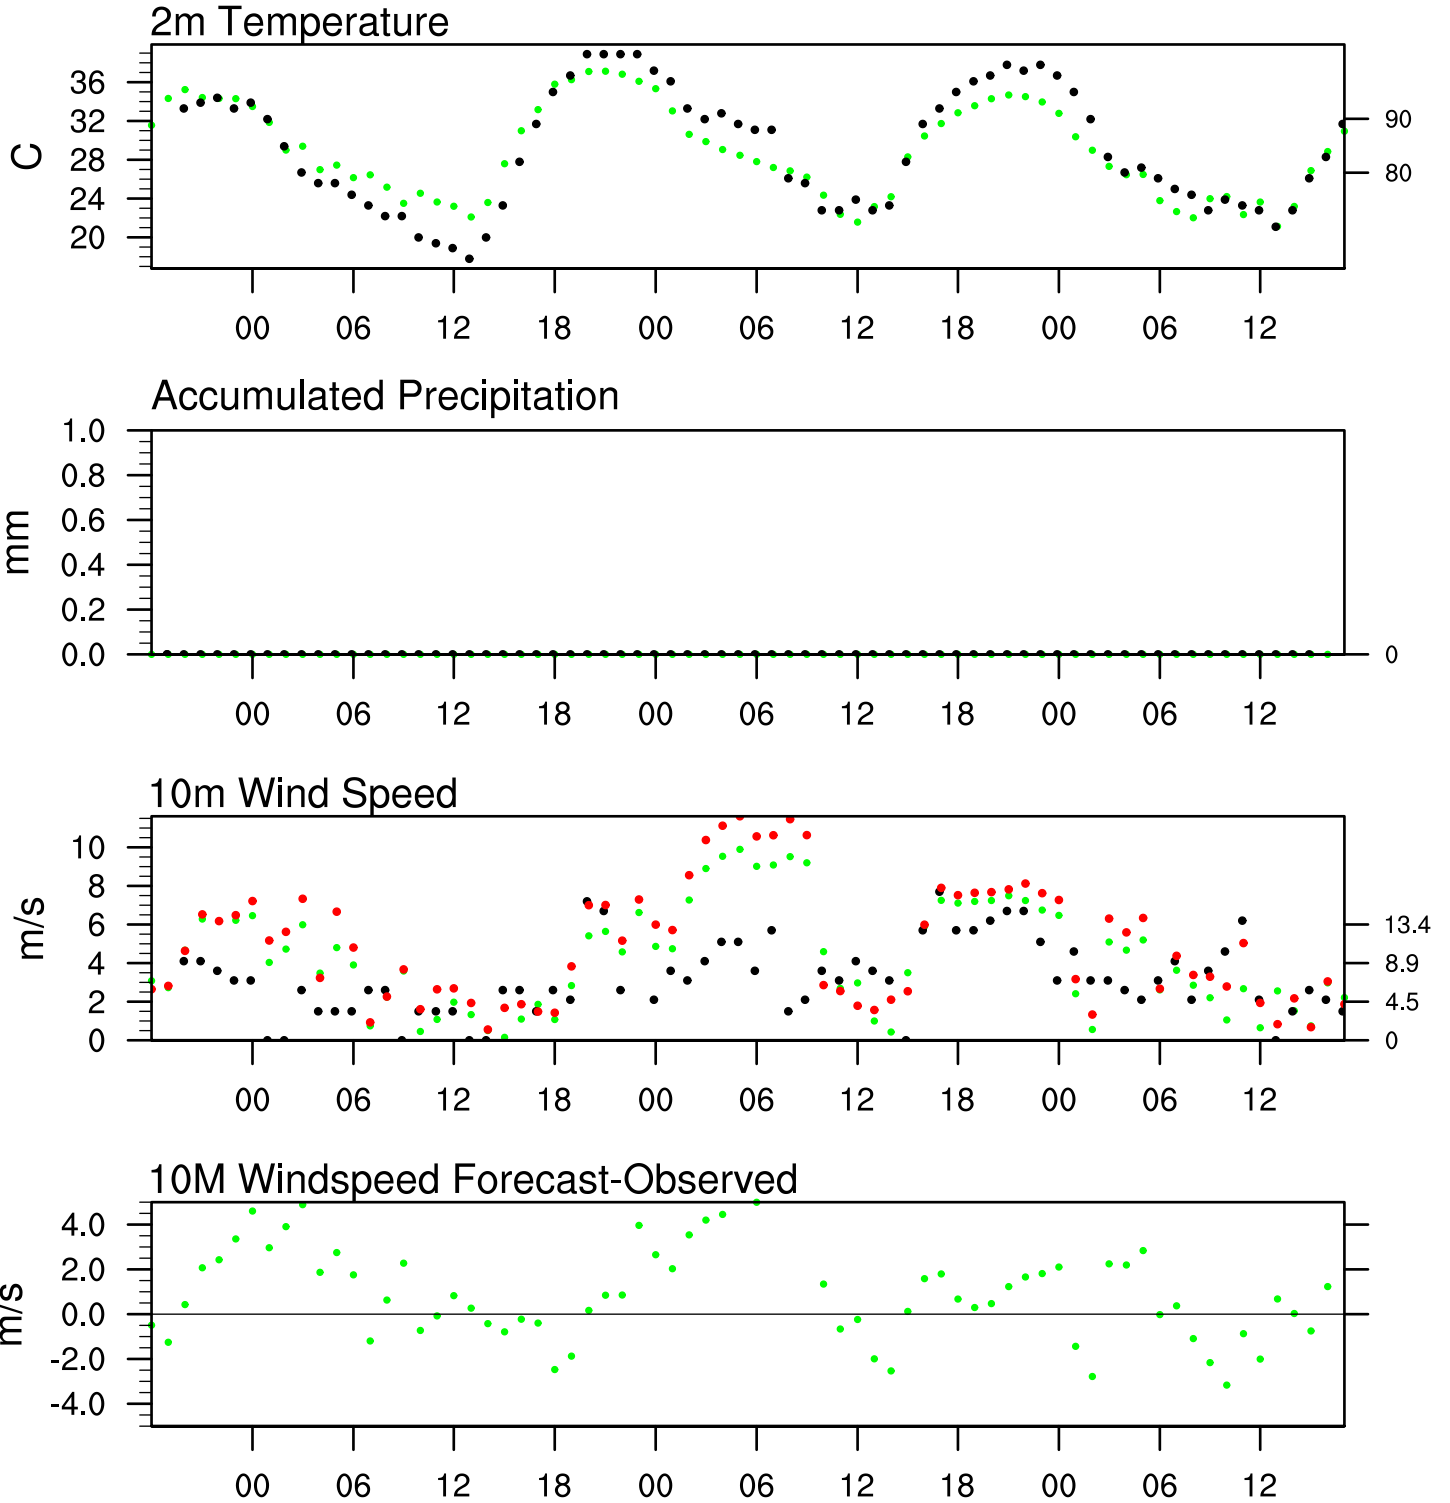 2m Temperature
C
36
32
28
24
20
90
80
00 06 12 18 00 06 12 18 00 06 12
Accumulated Precipitation
mm
1.0
0.8
0.6
0.4
0.2
0.0
0
00 06 12 18 00 06 12 18 00 06 12
10m Wind Speed
m/s
10
8
6
4
2
0
13.4
8.9
4.5
0
00 06 12 18 00 06 12 18 00 06 12
10M Windspeed Forecast-Observed
m/s
4.0
2.0
0.0
-2.0
-4.0
00 06 12 18 00 06 12 18 00 06 12